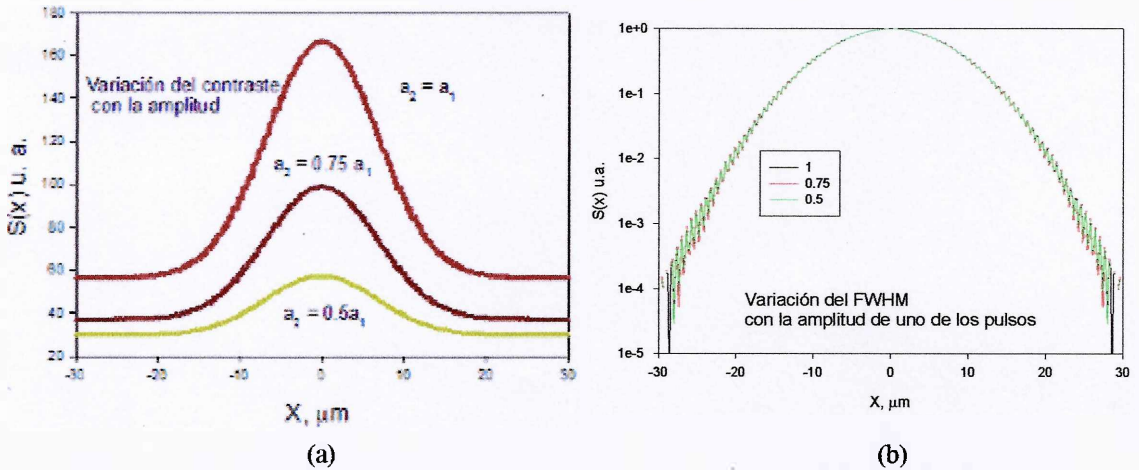 180
160
140
120
100
80
60
40
20
-30 -20 -10 0 10 20 30
S(x) u. a.
X, μm
Variación del contraste
con la amplitud
a₂ = a₁
a₂ = 0.75 a₁
a₂ = 0.5a₁
(a)
1e+0
1e-1
1e-2
1e-3
1e-4
1e-5
-30 -20 -10 0 10 20 30
S(x) u.a.
X, μm
1
0.75
0.5
Variación del FWHM
con la amplitud de uno de los pulsos
(b)